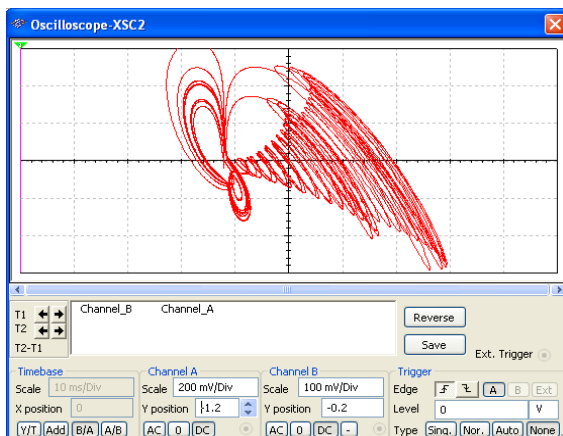 Oscilloscope-XSC2
T1
T2
T2-T1
Channel_B Channel_A
Reverse
Save
Ext. Trigger
Timebase
Scale 10 ms/Div
X position 0
Y/T Add B/A A/B
Channel A
Scale 200 mV/Div
Y position -1.2
AC 0 DC
Channel B
Scale 100 mV/Div
Y position -0.2
AC 0 DC -
Trigger
Edge A B Ext
Level 0 V
Type Sing. Nor. Auto None